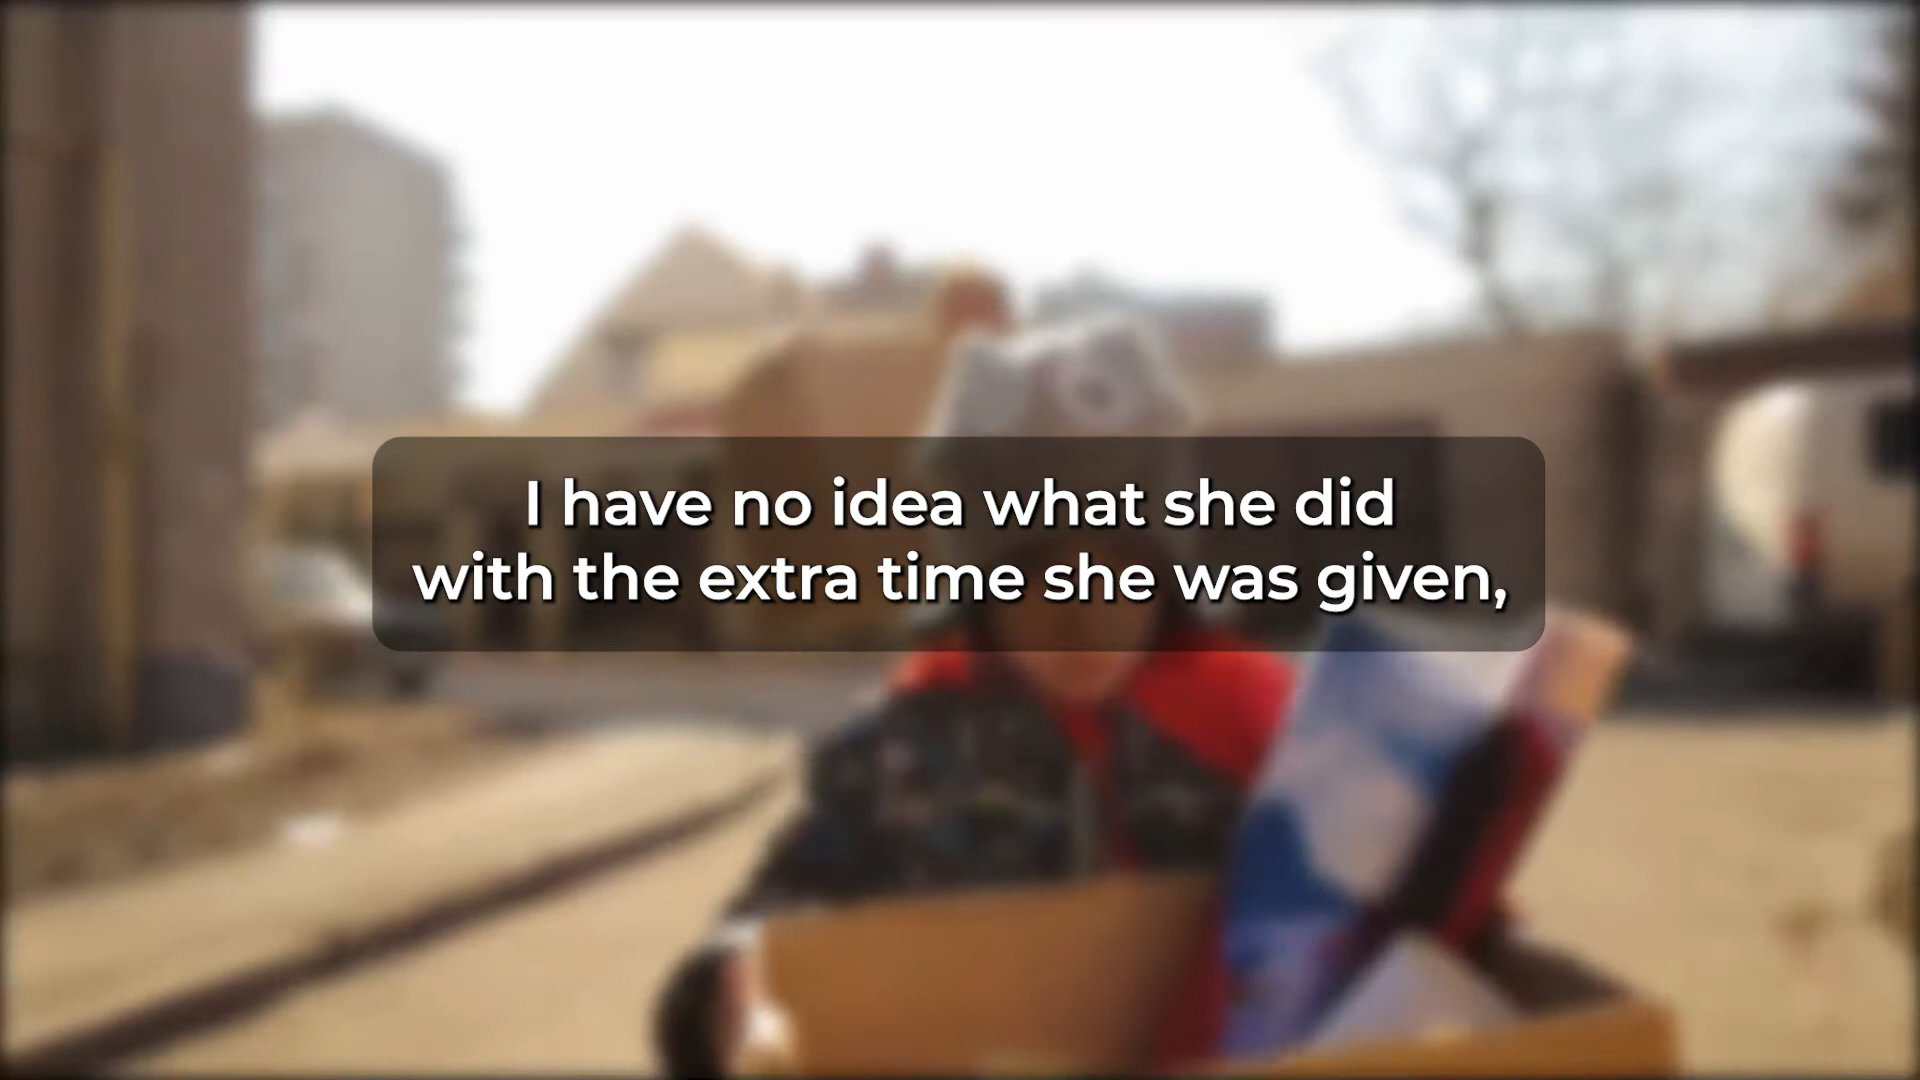 I have no idea what she did
with the extra time she was given,